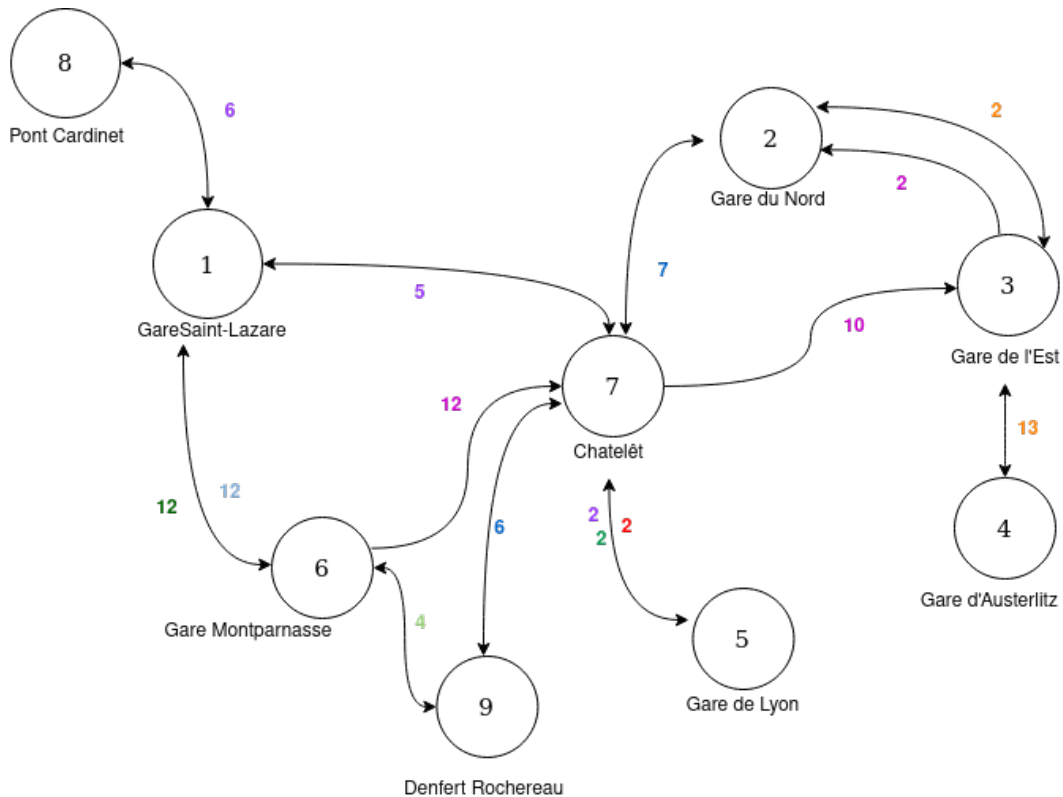 8
Pont Cardinet
6
2
Gare du Nord
2
2
1
GareSaint-Lazare
5
7
3
Gare de l'Est
10
7
Chatelêt
12
13
12
12
6
Gare Montparnasse
6
2
2
2
4
Gare d'Austerlitz
4
5
Gare de Lyon
9
Denfert Rochereau